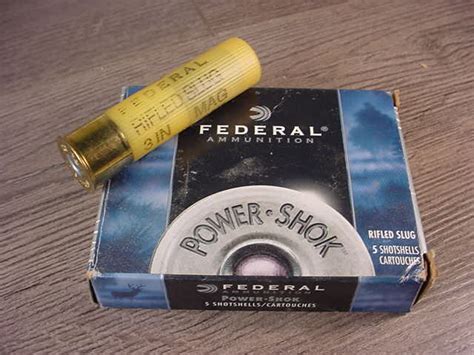 FEDERAL
RIFLED SLUG
3 IN MAG
FEDERAL®
AMMUNITION
POWER·SHOK
RIFLED SLUG
5 SHOTSHELLS
CARTOUCHES
FEDERAL
POWER·SHOK
5 SHOTSHELLS/CARTOUCHES